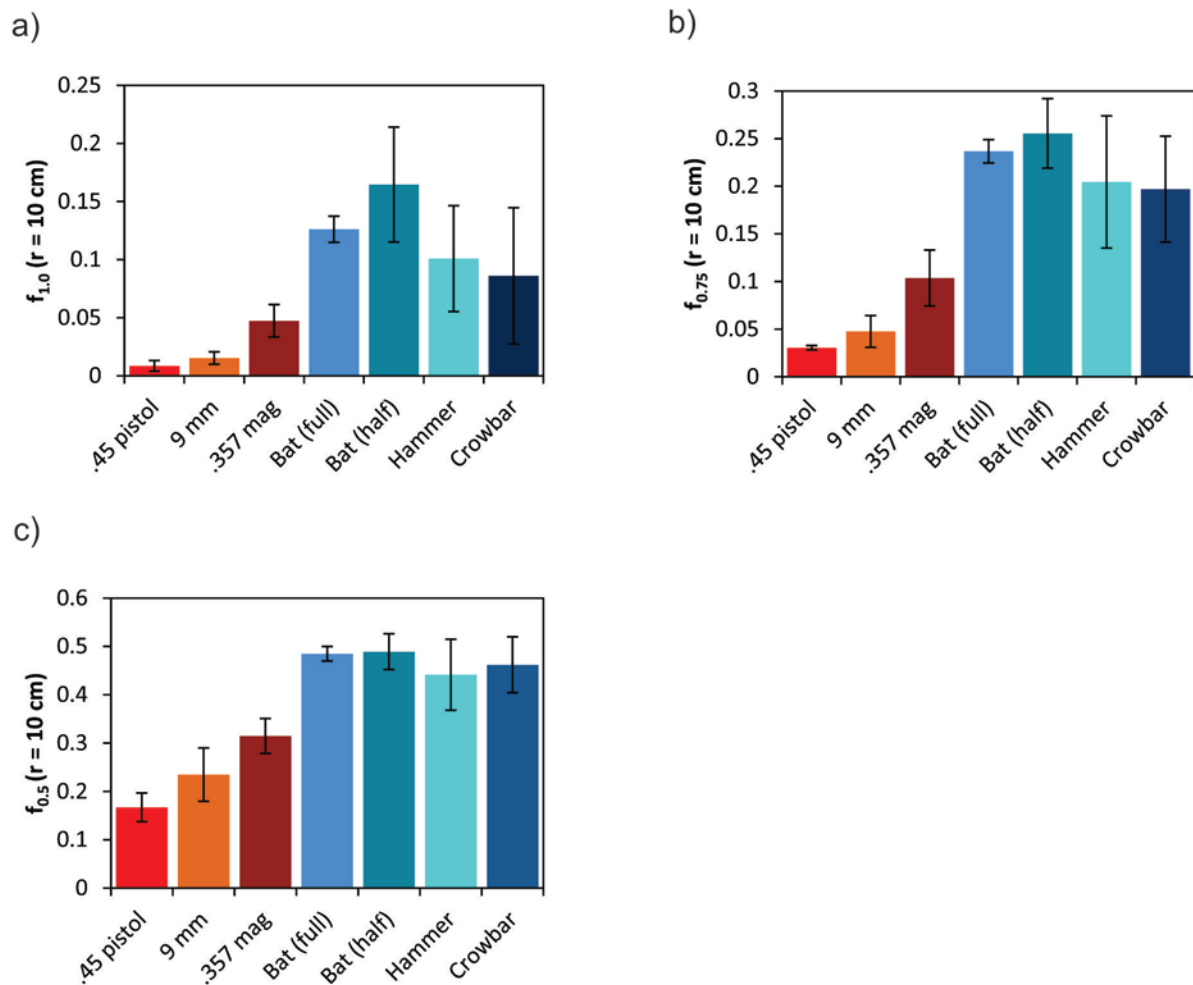 a)
f1.0 (r = 10 cm)
0.25
0.2
0.15
0.1
0.05
0
.45 pistol
9 mm
.357 mag
Bat (full)
Bat (half)
Hammer
Crowbar
b)
f0.75 (r = 10 cm)
0.3
0.25
0.2
0.15
0.1
0.05
0
.45 pistol
9 mm
.357 mag
Bat (full)
Bat (half)
Hammer
Crowbar
c)
f0.5 (r = 10 cm)
0.6
0.5
0.4
0.3
0.2
0.1
0
.45 pistol
9 mm
.357 mag
Bat (full)
Bat (half)
Hammer
Crowbar